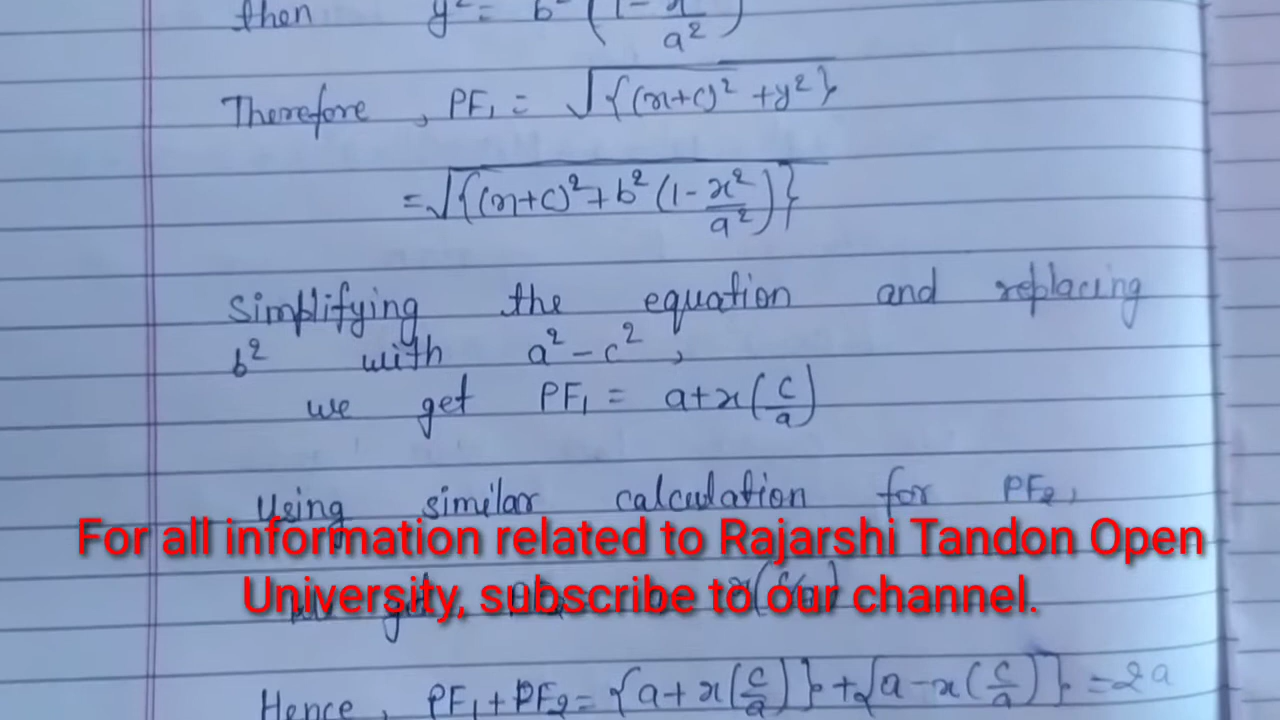 then y² = b² (1 - x²/a²)
Therefore , PF₁ = √{(x+c)² + y²}
= √{(x+c)² + b² (1 - x²/a²)}
Simplifying the equation and replacing
b² with a² - c² ,
we get PF₁ = a + x(c/a)
Using similar calculation for PF₂ ,
For all information related to Rajarshi Tandon Open
University, subscribe to our channel.
get x(c/a)
Hence , PF₁ + PF₂ = {a + x(c/a)} + {a - x(c/a)} = 2a